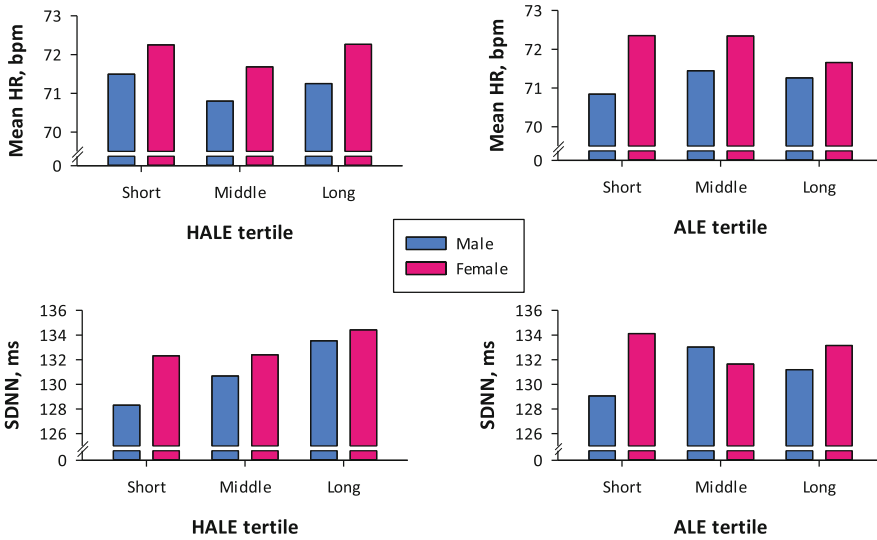 Mean HR, bpm
73
72
71
70
0
Short Middle Long
HALE tertile
Mean HR, bpm
73
72
71
70
0
Short Middle Long
ALE tertile
Male
Female
SDNN, ms
136
134
132
130
128
126
0
Short Middle Long
HALE tertile
SDNN, ms
136
134
132
130
128
126
0
Short Middle Long
ALE tertile